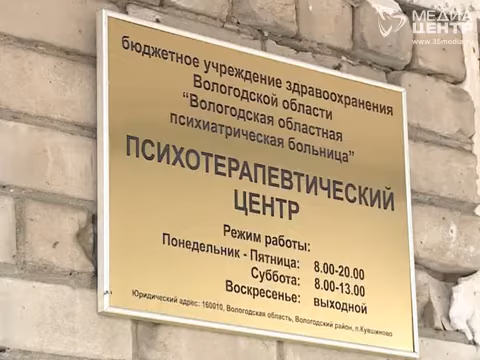 МЕДИА
ЦЕНТР
www.35media.ru
бюджетное учреждение здравоохранения
Вологодской области
"Вологодская областная
психиатрическая больница"
ПСИХОТЕРАПЕВТИЧЕСКИЙ
ЦЕНТР
Режим работы:
Понедельник - Пятница: 8.00-20.00
Суббота: 8.00-13.00
Воскресенье: выходной
Юридический адрес: 160010, Вологодская область, Вологодский район, п.Кувшиново